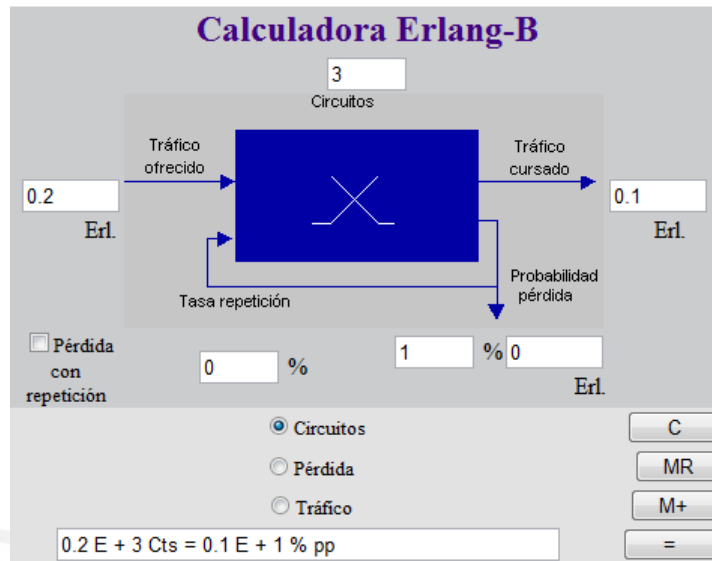 Calculadora Erlang-B
3
Circuitos
Tráfico
ofrecido
Tráfico
cursado
0.2
0.1
Erl.
Erl.
Tasa repetición
Probabilidad
pérdida
Pérdida
con
repetición
0 %
1 % 0
Erl.
Circuitos
C
Pérdida
MR
Tráfico
M+
0.2 E + 3 Cts = 0.1 E + 1 % pp
=